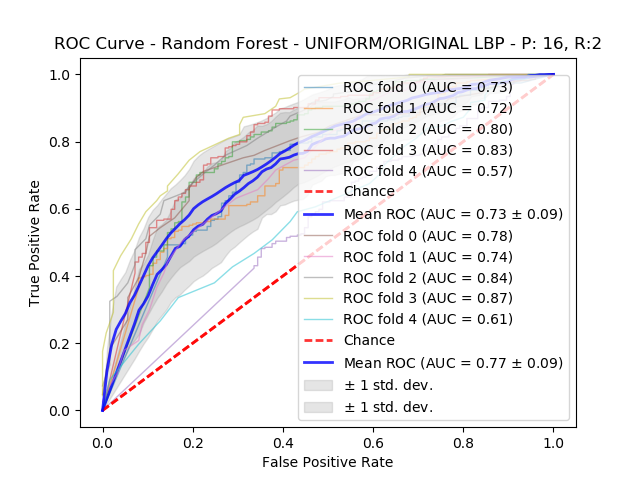 ROC Curve - Random Forest - UNIFORM/ORIGINAL LBP - P: 16, R:2
True Positive Rate
1.0
0.8
0.6
0.4
0.2
0.0
ROC fold 0 (AUC = 0.73)
ROC fold 1 (AUC = 0.72)
ROC fold 2 (AUC = 0.80)
ROC fold 3 (AUC = 0.83)
ROC fold 4 (AUC = 0.57)
Chance
Mean ROC (AUC = 0.73 ± 0.09)
ROC fold 0 (AUC = 0.78)
ROC fold 1 (AUC = 0.74)
ROC fold 2 (AUC = 0.84)
ROC fold 3 (AUC = 0.87)
ROC fold 4 (AUC = 0.61)
Chance
Mean ROC (AUC = 0.77 ± 0.09)
± 1 std. dev.
± 1 std. dev.
0.0 0.2 0.4 0.6 0.8 1.0
False Positive Rate